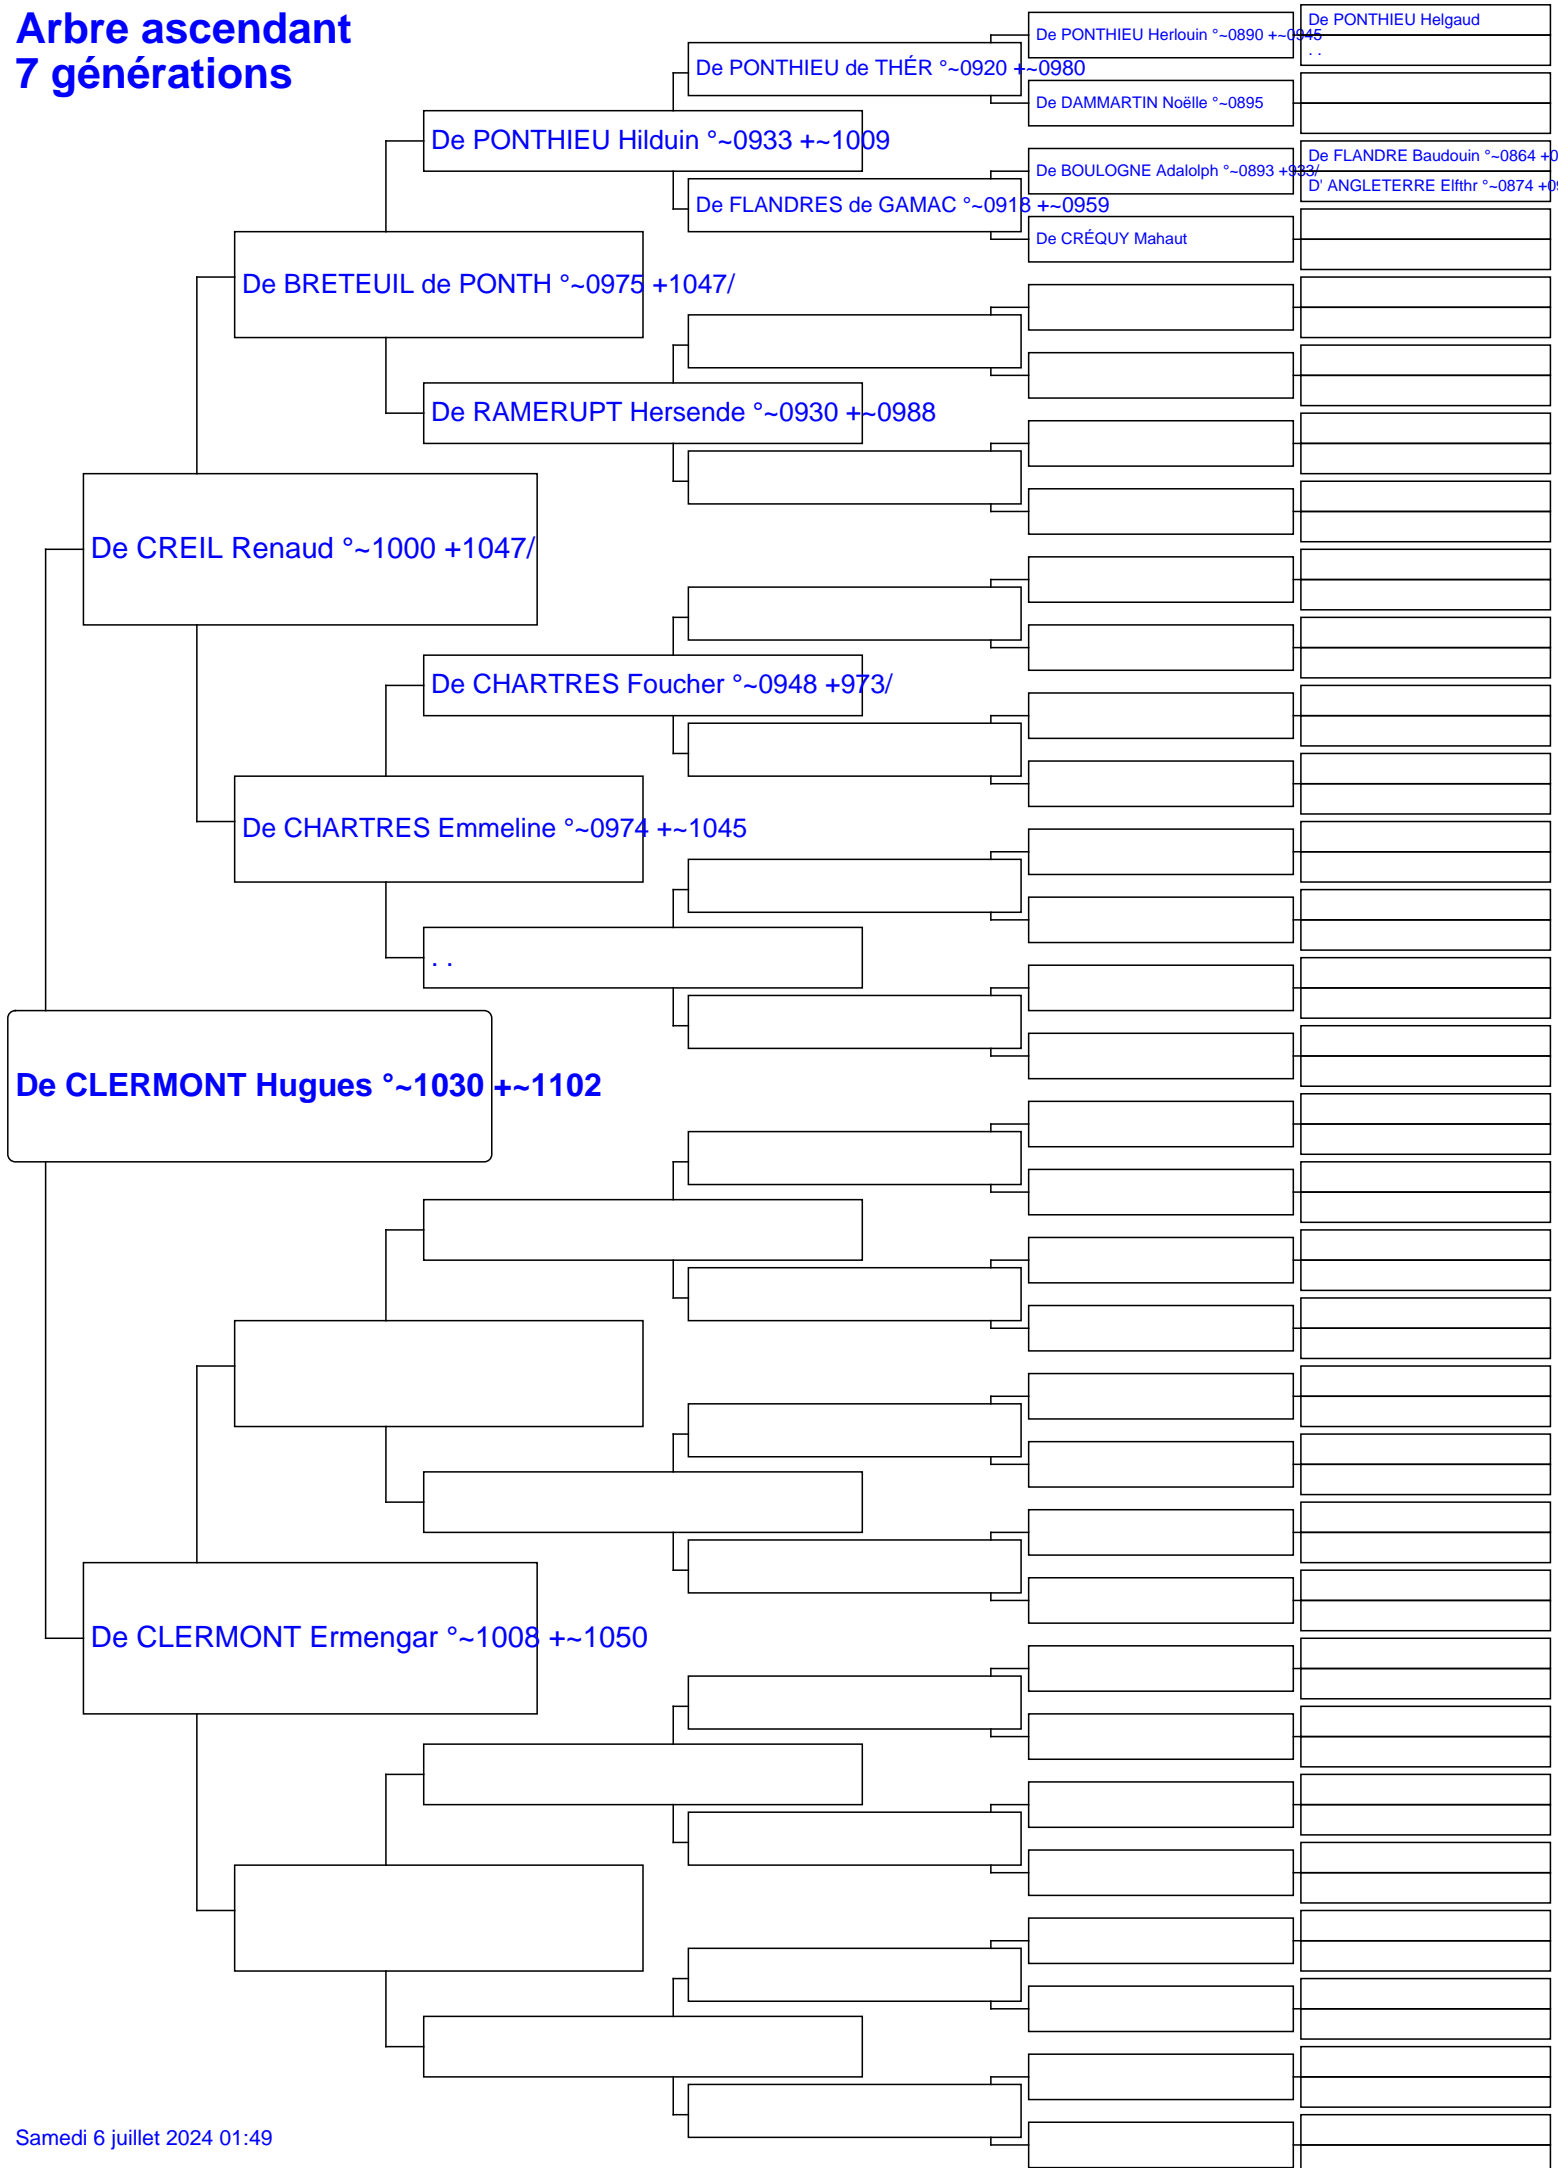 Arbre ascendant
7 générations
De PONTHIEU Helgaud
De PONTHIEU Herlouin °~0890 +~0945
. .
De PONTHIEU de THÉR °~0920 +~0980
De DAMMARTIN Noëlle °~0895
De PONTHIEU Hilduin °~0933 +~1009
De FLANDRE Baudouin °~0864 +0
De BOULOGNE Adalolph °~0893 +933/
D' ANGLETERRE Elfthr °~0874 +09
De FLANDRES de GAMAC °~0918 +~0959
De CRÉQUY Mahaut
De BRETEUIL de PONTH °~0975 +1047/
De RAMERUPT Hersende °~0930 +~0988
De CREIL Renaud °~1000 +1047/
De CHARTRES Foucher °~0948 +973/
De CHARTRES Emmeline °~0974 +~1045
. .
De CLERMONT Hugues °~1030 +~1102
De CLERMONT Ermengar °~1008 +~1050
Samedi 6 juillet 2024 01:49